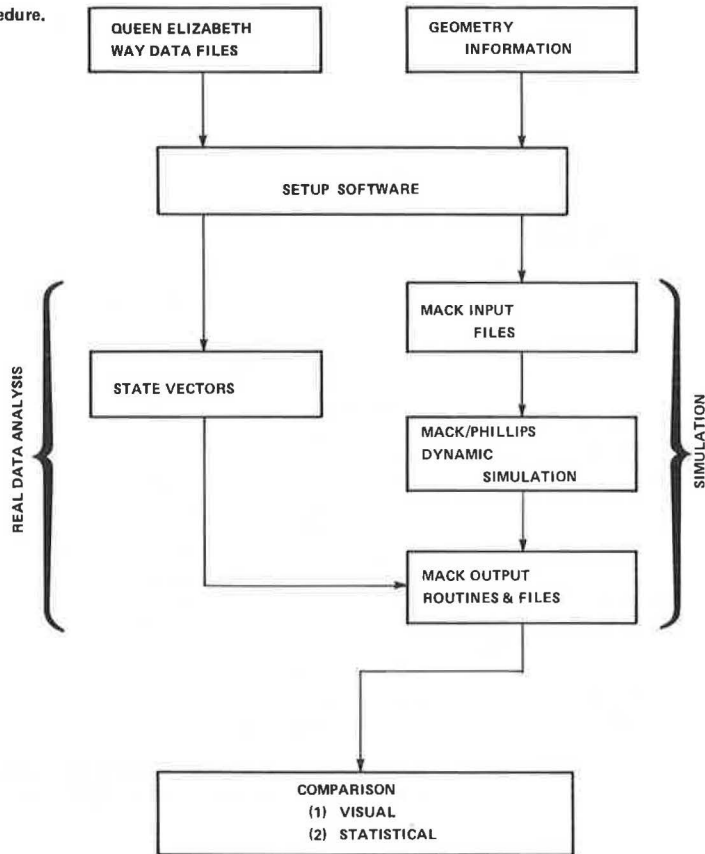 edure.
QUEEN ELIZABETH
WAY DATA FILES
GEOMETRY
INFORMATION
SETUP SOFTWARE
MACK INPUT
FILES
STATE VECTORS
MACK/PHILLIPS
DYNAMIC
SIMULATION
REAL DATA ANALYSIS
SIMULATION
MACK OUTPUT
ROUTINES & FILES
COMPARISON
(1) VISUAL
(2) STATISTICAL